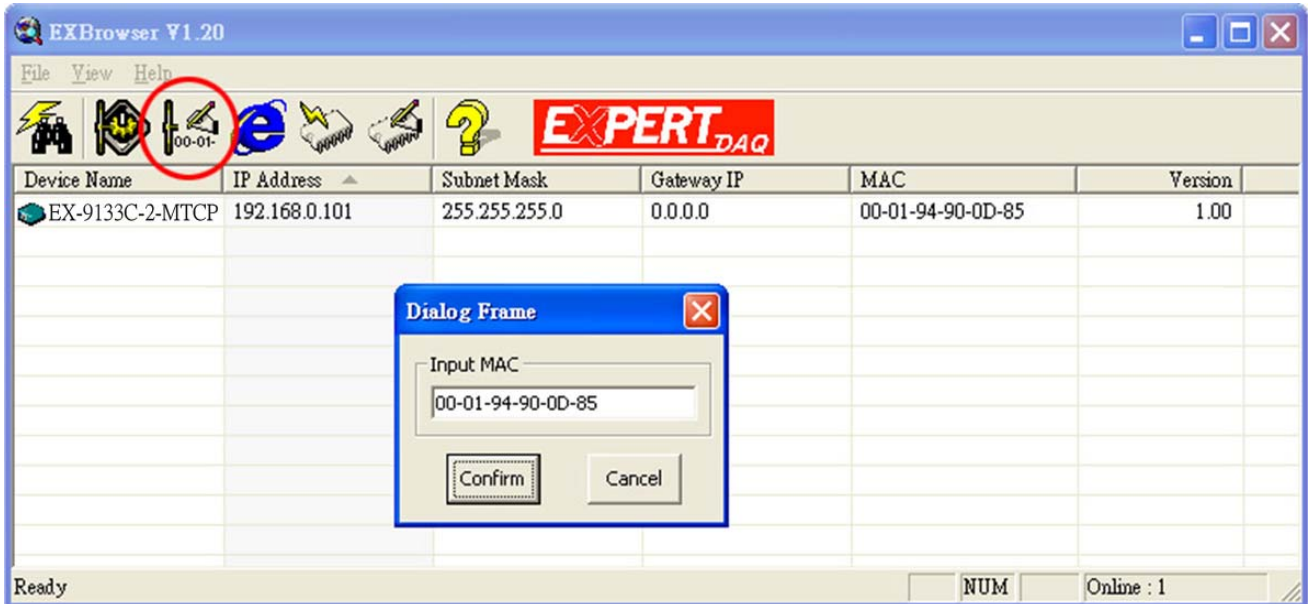 EXBrowser V1.20
File View Help
00-01-
EXPERT DAQ
Device Name IP Address Subnet Mask Gateway IP MAC Version
EX-9133C-2-MTCP 192.168.0.101 255.255.255.0 0.0.0.0 00-01-94-90-0D-85 1.00
Dialog Frame
Input MAC
00-01-94-90-0D-85
Confirm Cancel
Ready NUM Online : 1